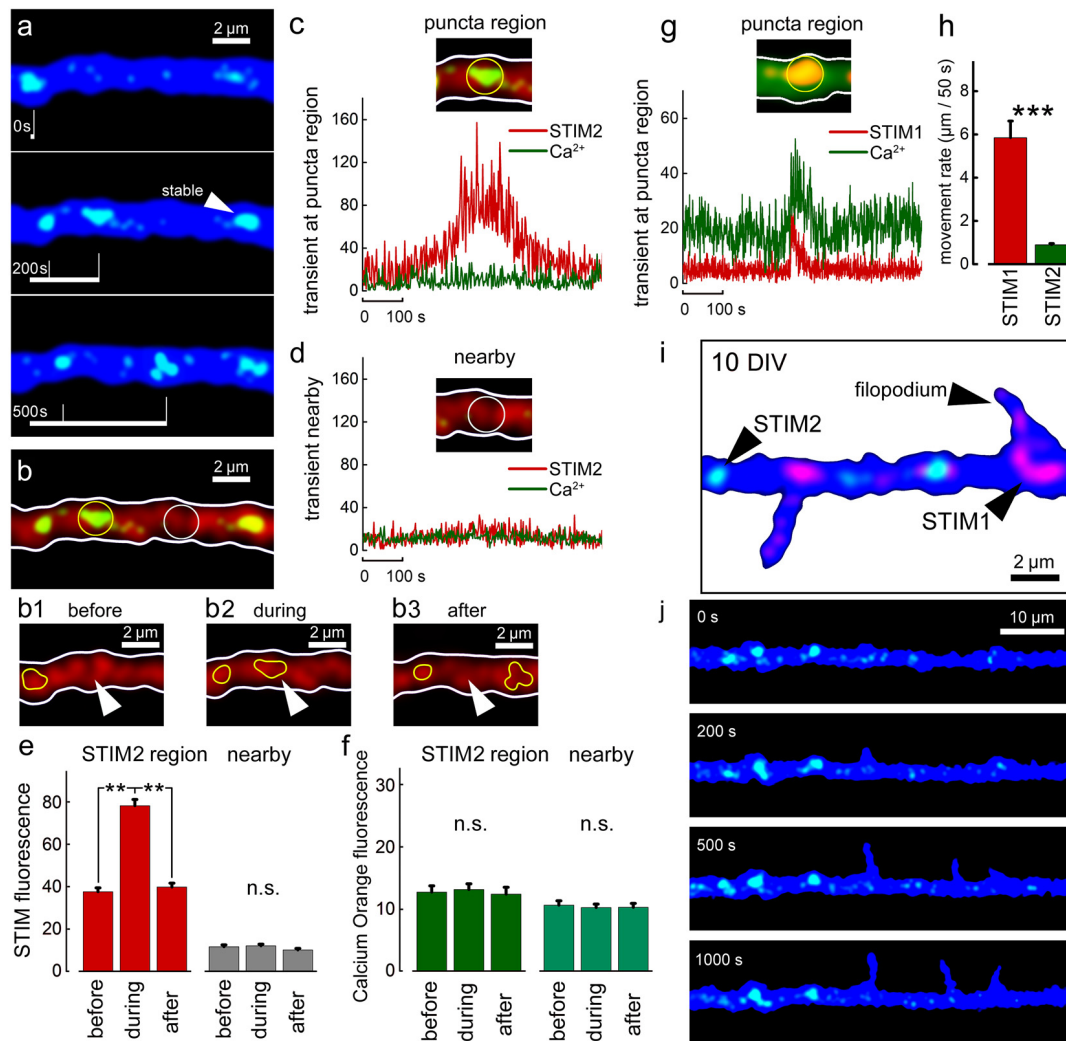 a
2 µm
0s
stable
200s
500s
b
2 µm
b1 before
2 µm
b2 during
2 µm
b3 after
2 µm
c
puncta region
transient at puncta region
160
120
80
40
0
STIM2
Ca²⁺
0 100 s
d
nearby
transient nearby
160
120
80
40
0
STIM2
Ca²⁺
0 100 s
e
STIM2 region nearby
STIM fluorescence
80
60
40
20
0
** **
n.s.
before
during
after
before
during
after
f
STIM2 region nearby
Calcium Orange fluorescence
30
20
10
0
n.s.
n.s.
before
during
after
before
during
after
g
puncta region
transient at puncta region
60
40
20
0
STIM1
Ca²⁺
0 100 s
h
movement rate (µm / 50 s)
8
6
4
2
0
***
STIM1
STIM2
i
10 DIV
filopodium
STIM2
STIM1
2 µm
j
0 s
10 µm
200 s
500 s
1000 s